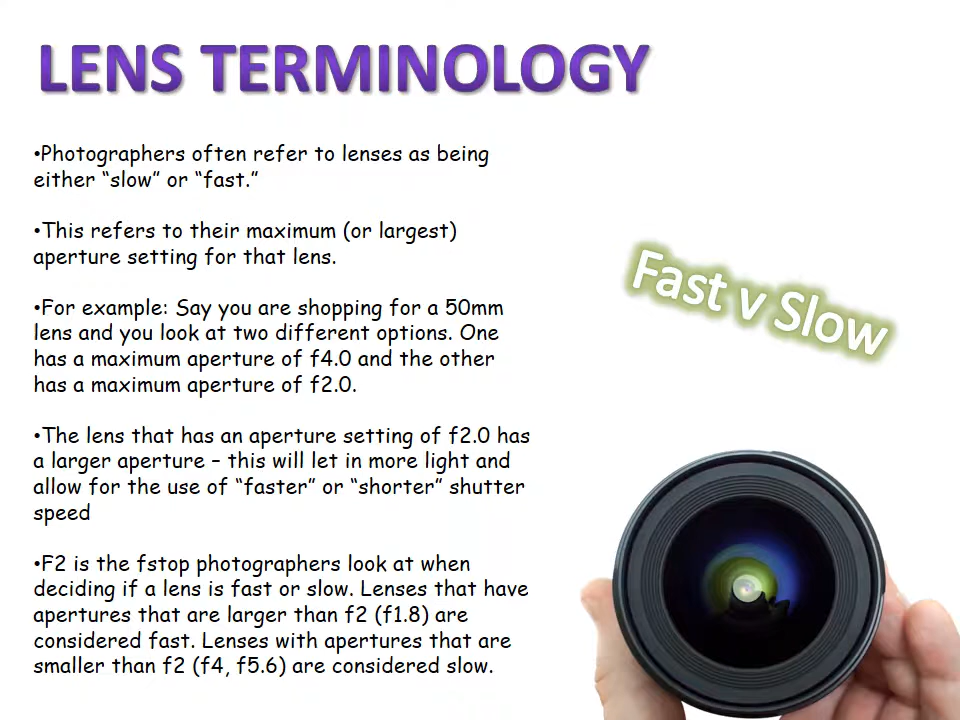 LENS TERMINOLOGY
•Photographers often refer to lenses as being
either “slow” or “fast.”
•This refers to their maximum (or largest)
aperture setting for that lens.
•For example: Say you are shopping for a 50mm
lens and you look at two different options. One
has a maximum aperture of f4.0 and the other
has a maximum aperture of f2.0.
•The lens that has an aperture setting of f2.0 has
a larger aperture – this will let in more light and
allow for the use of “faster” or “shorter” shutter
speed
•F2 is the fstop photographers look at when
deciding if a lens is fast or slow. Lenses that have
apertures that are larger than f2 (f1.8) are
considered fast. Lenses with apertures that are
smaller than f2 (f4, f5.6) are considered slow.
Fast v Slow